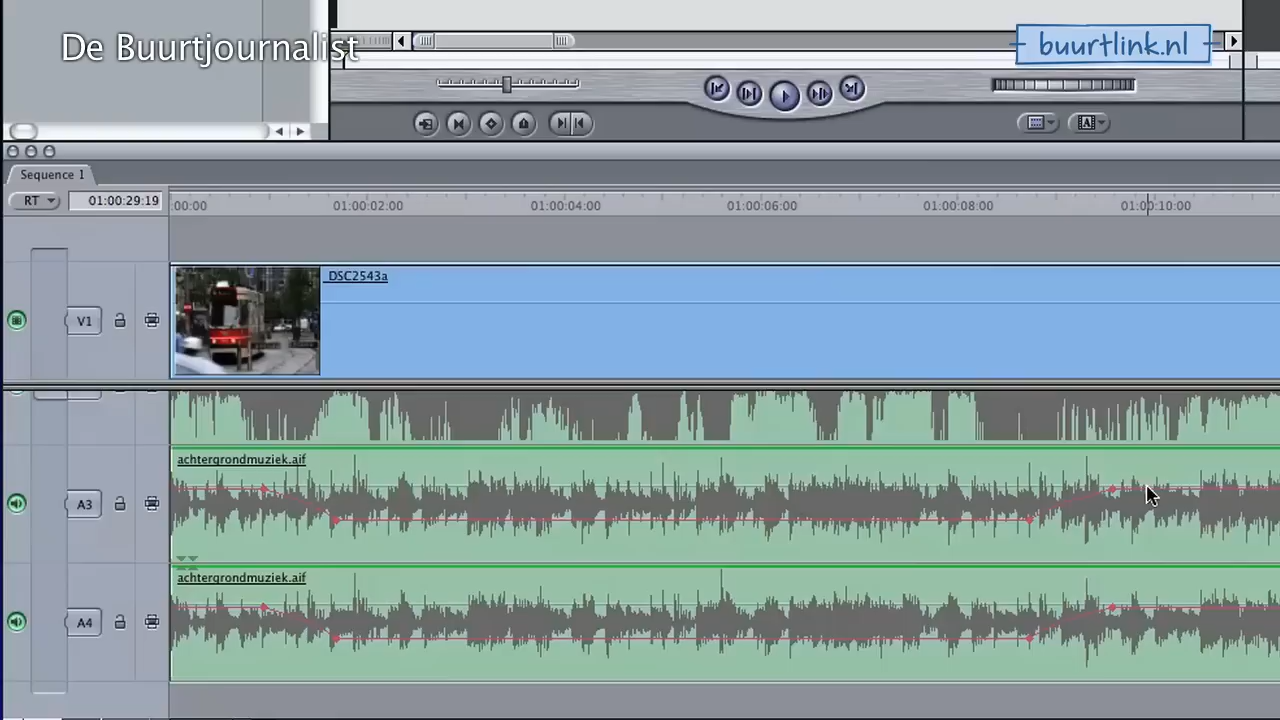 De Buurtjournalist
buurtlink.nl
A
Sequence 1
RT
01:00:29:19
00:00
01:00:02:00
01:00:04:00
01:00:06:00
01:00:08:00
01:00:10:00
V1
DSC2543a
A3
achtergrondmuziek.aif
A4
achtergrondmuziek.aif